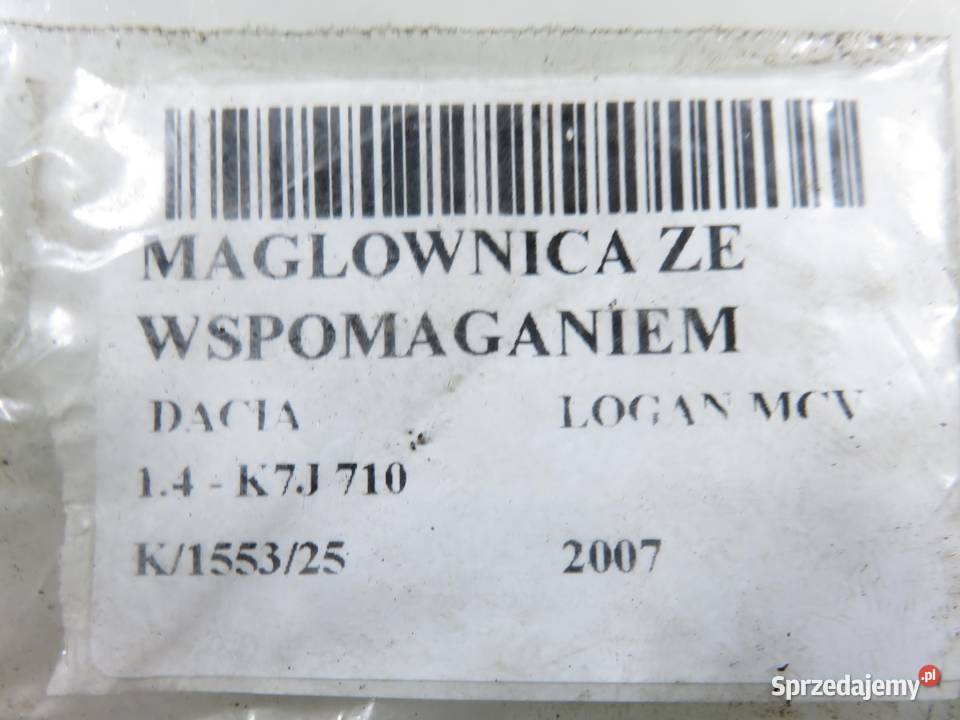 MAGLOWNICA ZE
WSPOMAGANIEM
DACIA LOGAN MCV
1.4 - K7J 710
K/1553/25 2007
Sprzedajemy.pl